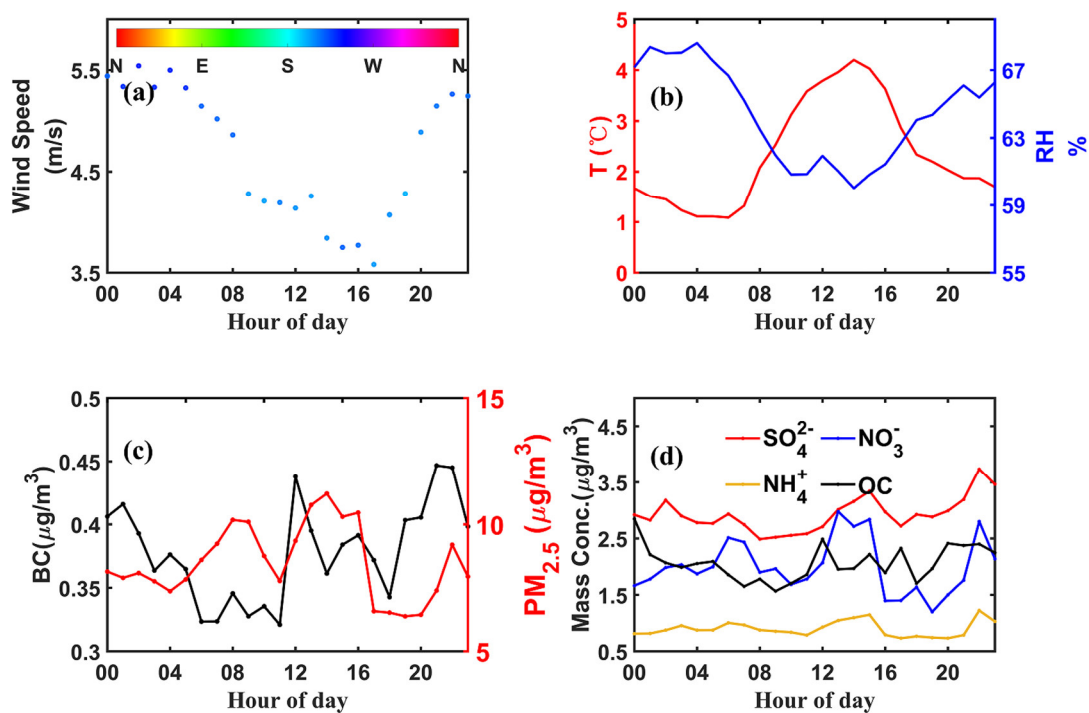 N E S W N
(a)
Wind Speed
(m/s)
5.5
4.5
3.5
00 04 08 12 16 20
Hour of day
(b)
T (℃)
5
4
3
2
1
0
RH
%
67
63
59
55
00 04 08 12 16 20
Hour of day
(c)
BC(μg/m³)
0.5
0.45
0.4
0.35
0.3
PM₂.₅ (μg/m³)
15
10
5
00 04 08 12 16 20
Hour of day
(d)
Mass Conc.(μg/m³)
4.5
3.5
2.5
1.5
0.5
SO₄²⁻ NO₃⁻
NH₄⁺ OC
00 04 08 12 16 20
Hour of day